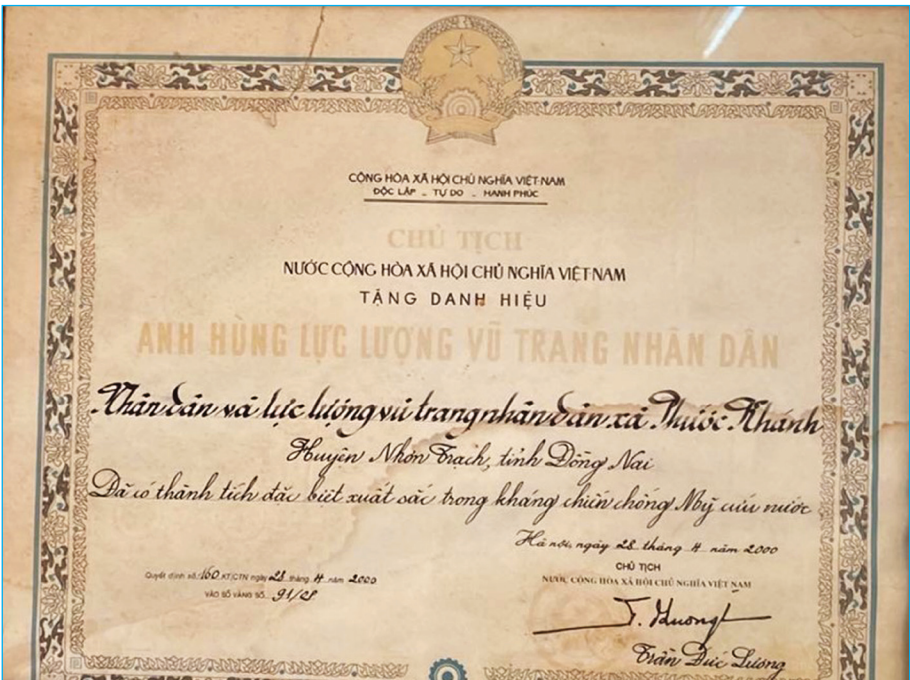 CỘNG HÒA XÃ HỘI CHỦ NGHĨA VIỆT-NAM
ĐỘC LẬP - TỰ DO - HẠNH PHÚC
CHỦ TỊCH
NƯỚC CỘNG HÒA XÃ HỘI CHỦ NGHĨA VIỆT-NAM
TẶNG DANH HIỆU
ANH HÙNG LỰC LƯỢNG VŨ TRANG NHÂN DÂN
Nhân dân và lực lượng vũ trang nhân dân xã Phước Khánh
Huyện Nhơn Trạch, tỉnh Đồng Nai
Đã có thành tích đặc biệt xuất sắc trong kháng chiến chống Mỹ cứu nước
Hà nội, ngày 28 tháng 4 năm 2000
CHỦ TỊCH
NƯỚC CỘNG HÒA XÃ HỘI CHỦ NGHĨA VIỆT NAM
Quyết định số: 160 KT/CTN ngày 28 tháng 4 năm 2000
VÀO SỔ VÀNG SỐ 91/28
Trần Đức Lương